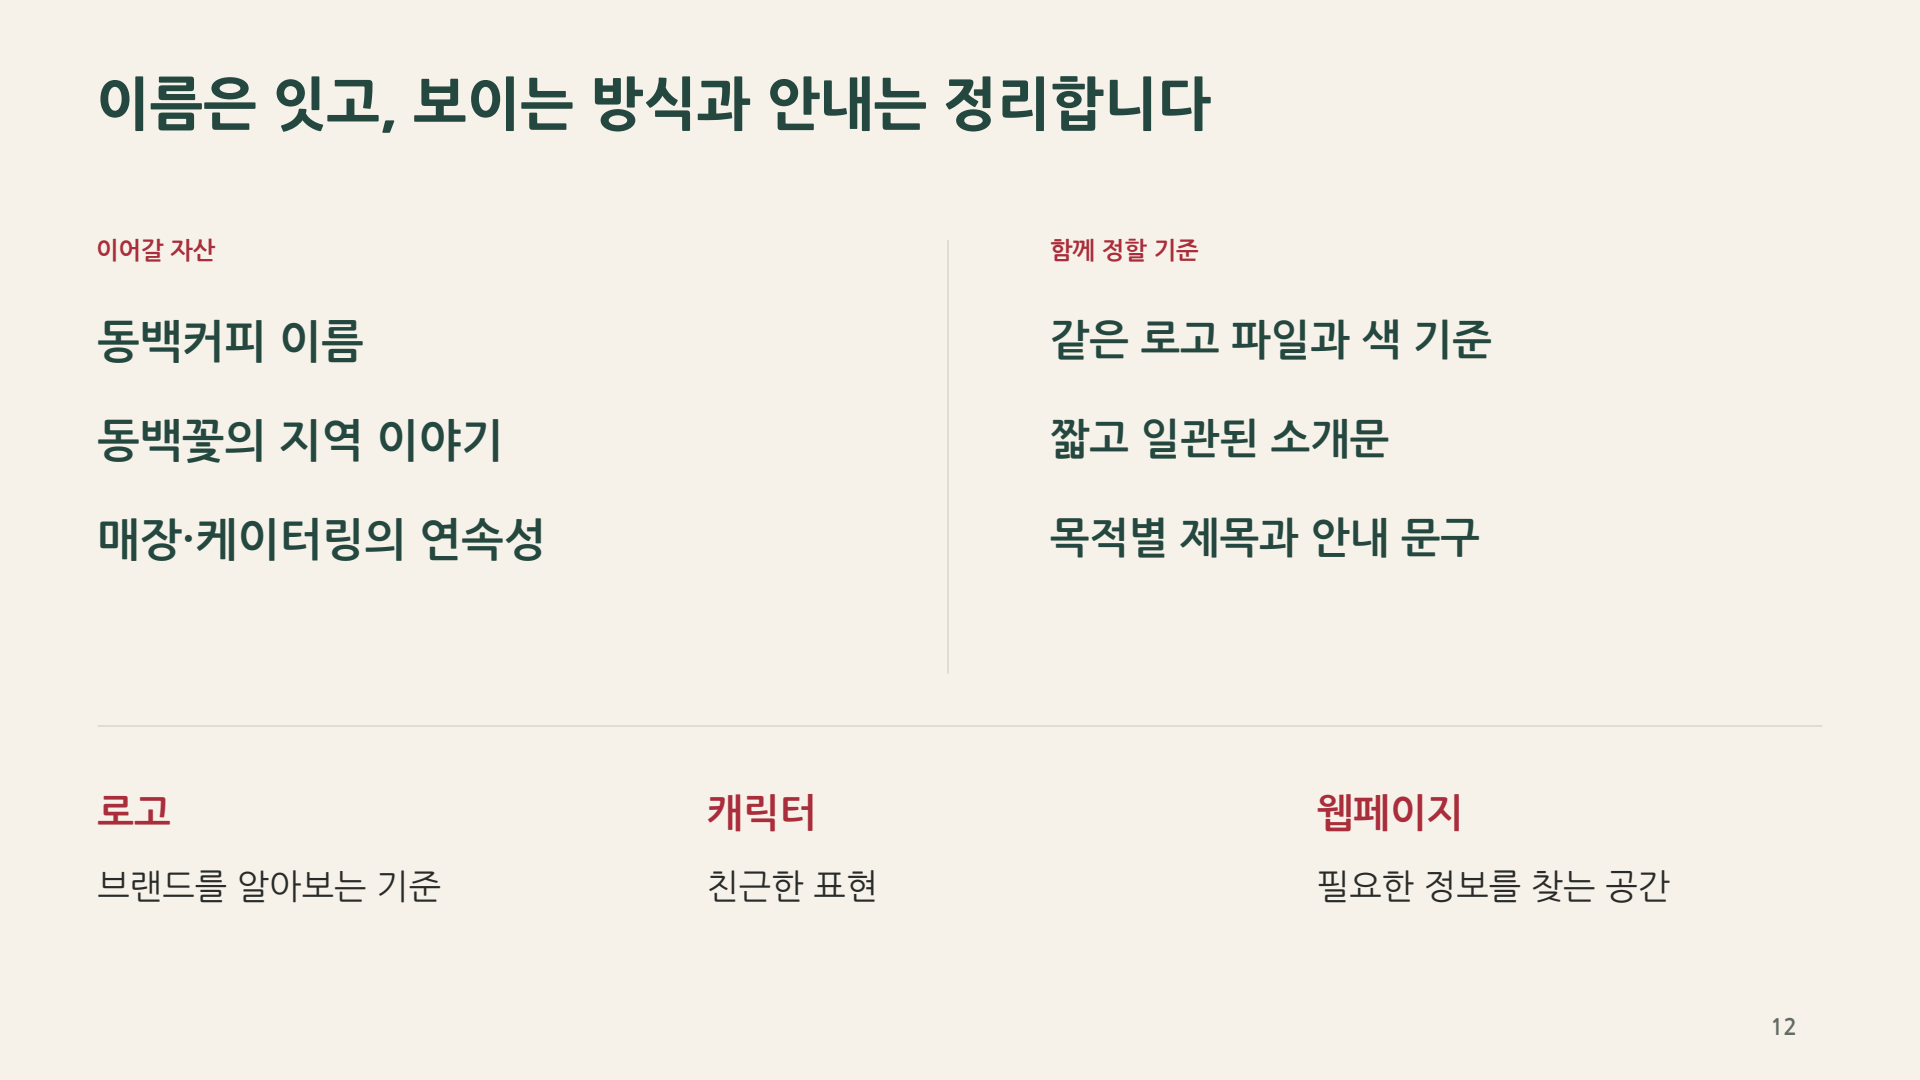 이름은 잇고, 보이는 방식과 안내는 정리합니다
이어갈 자산
동백커피 이름
동백꽃의 지역 이야기
매장·케이터링의 연속성
함께 정할 기준
같은 로고 파일과 색 기준
짧고 일관된 소개문
목적별 제목과 안내 문구
로고
브랜드를 알아보는 기준
캐릭터
친근한 표현
웹페이지
필요한 정보를 찾는 공간
12